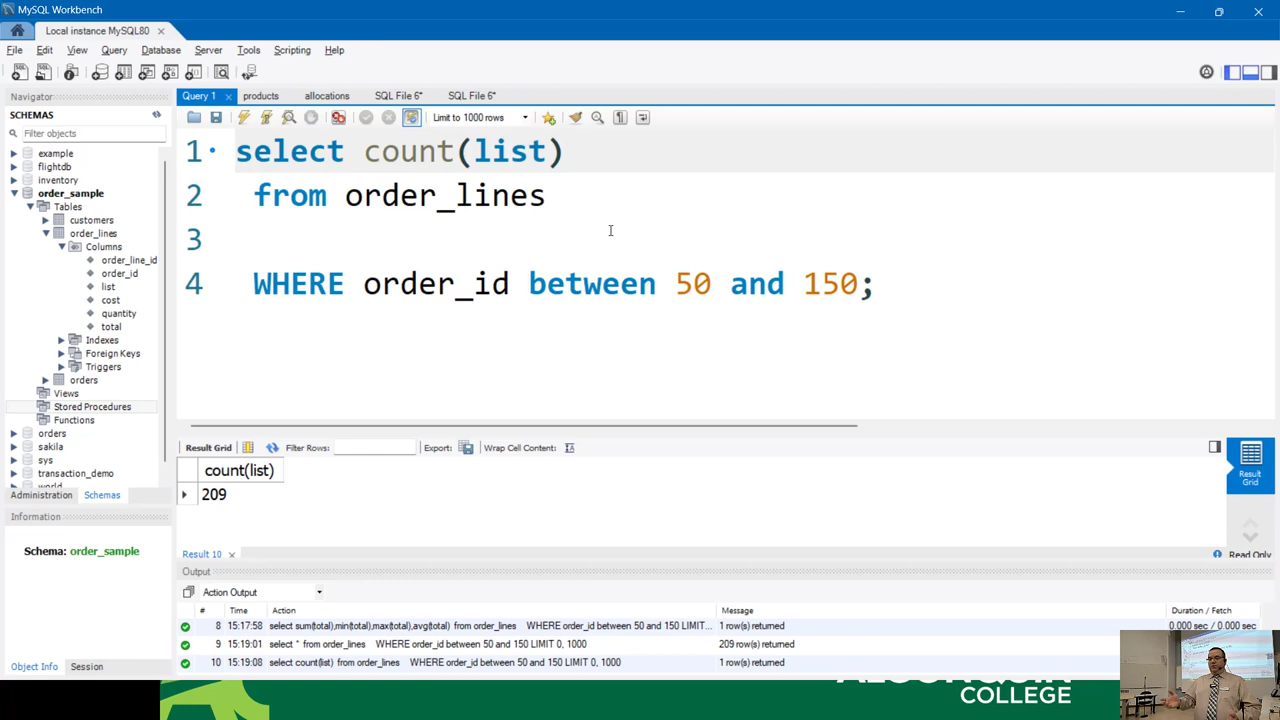 MySQL Workbench
Local instance MySQL80
File Edit View Query Database Server Tools Scripting Help
Navigator
SCHEMAS
Filter objects
example
flightdb
inventory
order_sample
Tables
customers
order_lines
Columns
order_line_id
order_id
list
cost
quantity
total
Indexes
Foreign Keys
Triggers
orders
Views
Stored Procedures
Functions
orders
sakila
sys
transaction_demo
world
Administration Schemas
Information
Schema: order_sample
Object Info Session
Query 1 products allocations SQL File 6* SQL File 6*
Limit to 1000 rows
1 select count(list)
2 from order_lines
3
4 WHERE order_id between 50 and 150;
Result Grid Filter Rows: Export: Wrap Cell Content:
count(list)
209
Result Grid
Result 10
Read Only
Output
Action Output
# Time Action Message Duration / Fetch
8 15:17:58 select sum(total),min(total),max(total),avg(total) from order_lines WHERE order_id between 50 and 150 LIMIT... 1 row(s) returned 0.000 sec / 0.000 sec
9 15:19:01 select * from order_lines WHERE order_id between 50 and 150 LIMIT 0, 1000 209 row(s) returned
10 15:19:08 select count(list) from order_lines WHERE order_id between 50 and 150 LIMIT 0, 1000 1 row(s) returned
COLLEGE